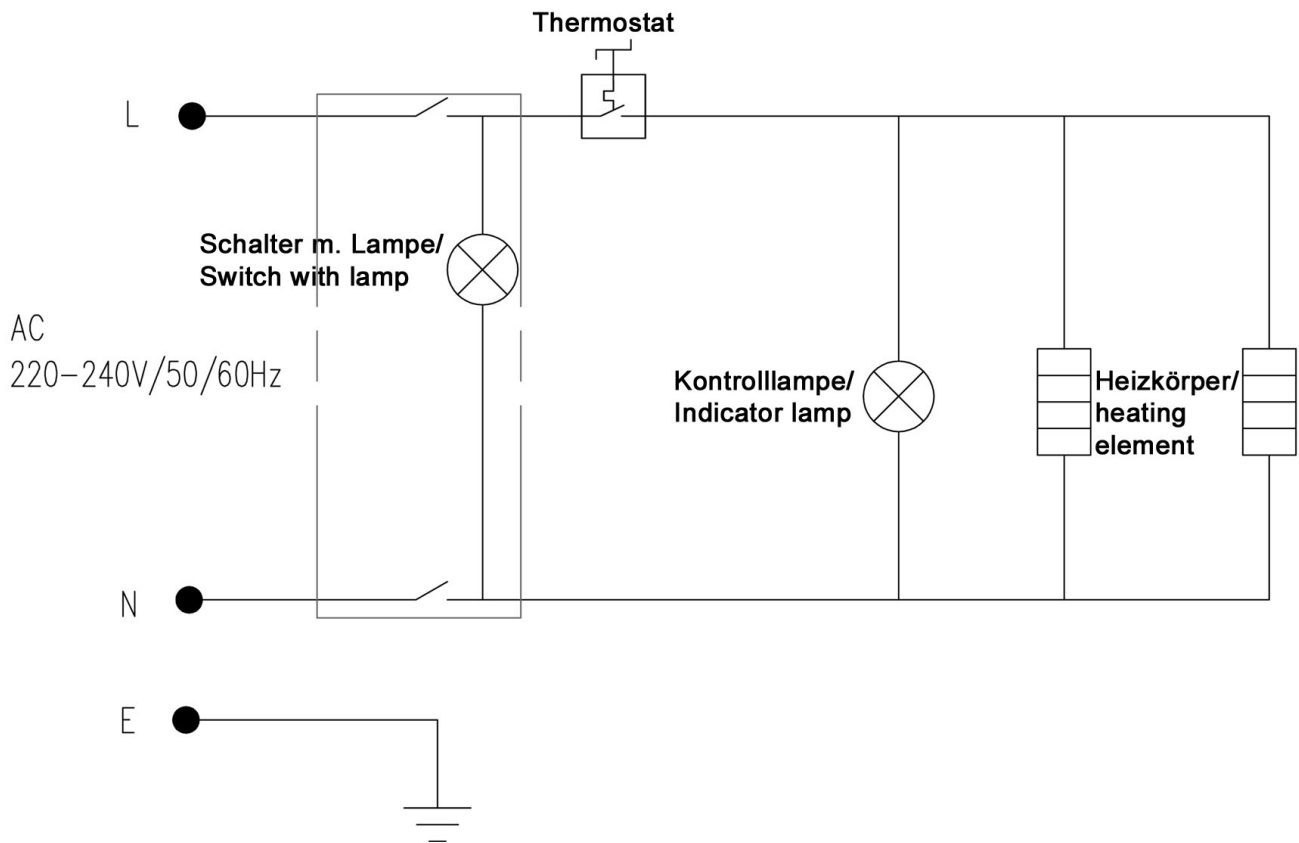 Thermostat
L
Schalter m. Lampe/
Switch with lamp
AC
220-240V/50/60Hz
Kontrolllampe/
Indicator lamp
Heizkörper/
heating
element
N
E